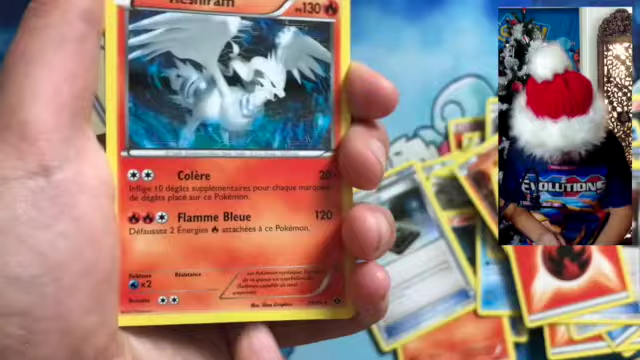 Reshiram
PV130
Colère 20+
Inflige 10 dégâts supplémentaires pour chaque marqueur
de dégâts placé sur ce Pokémon.
Flamme Bleue 120
Défaussez 2 Énergies attachées à ce Pokémon.
Faiblesse Résistance
×2
Retraite
EVOLUTIONS